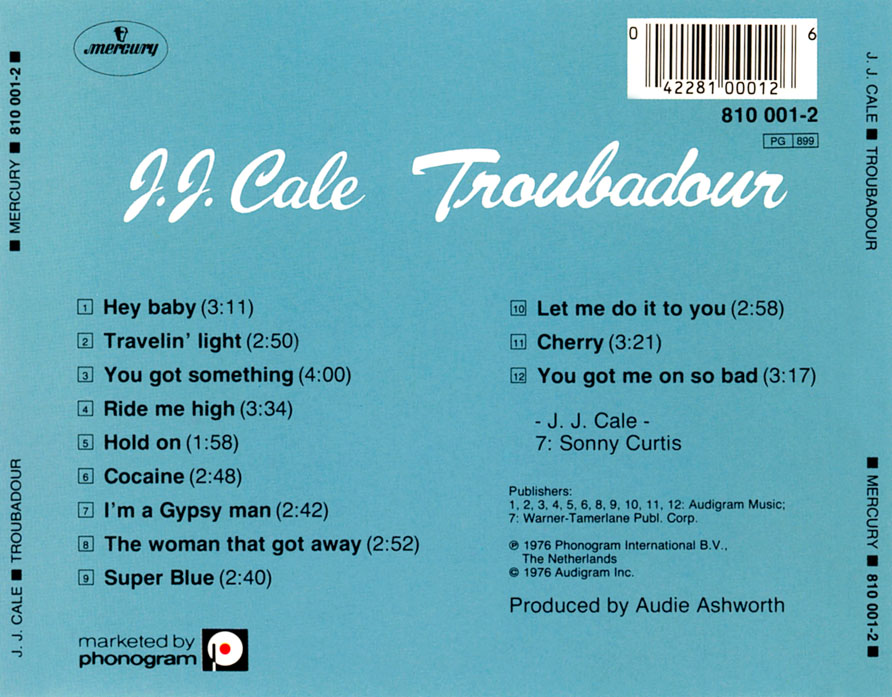 mercury
0 42281 00012 6
810 001-2
PG 899
J.J. Cale Troubadour
1 Hey baby (3:11)
2 Travelin' light (2:50)
3 You got something (4:00)
4 Ride me high (3:34)
5 Hold on (1:58)
6 Cocaine (2:48)
7 I'm a Gypsy man (2:42)
8 The woman that got away (2:52)
9 Super Blue (2:40)
10 Let me do it to you (2:58)
11 Cherry (3:21)
12 You got me on so bad (3:17)
- J. J. Cale -
7: Sonny Curtis
Publishers:
1, 2, 3, 4, 5, 6, 8, 9, 10, 11, 12: Audigram Music;
7: Warner-Tamerlane Publ. Corp.
℗ 1976 Phonogram International B.V.,
The Netherlands
© 1976 Audigram Inc.
Produced by Audie Ashworth
marketed by
phonogram
J. J. CALE ■ TROUBADOUR ■ MERCURY ■ 810 001-2 ■
J. J. CALE ■ TROUBADOUR ■ MERCURY ■ 810 001-2 ■